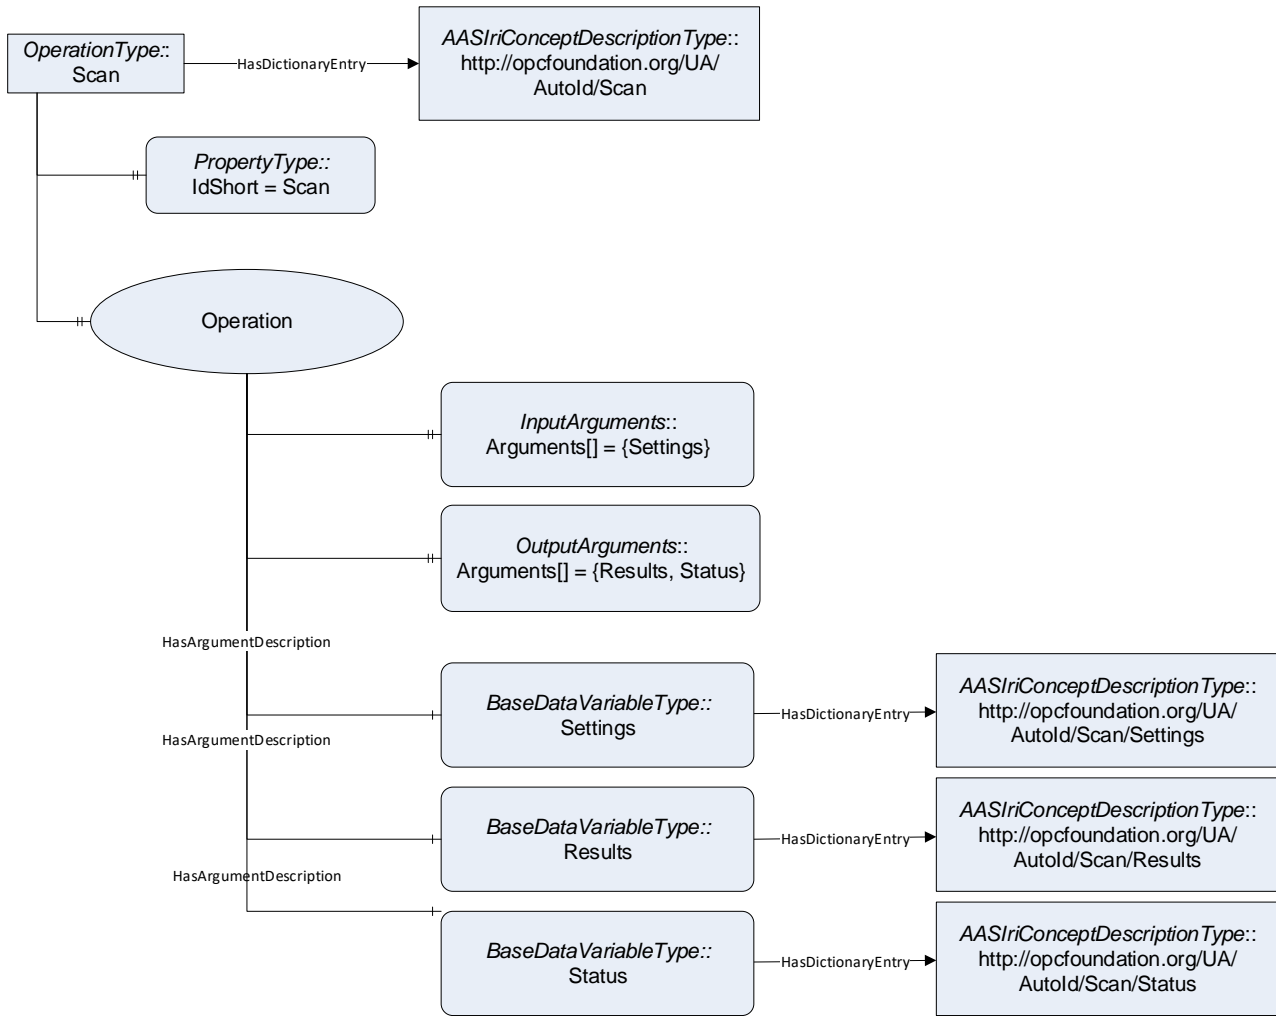 OperationType::
Scan
HasDictionaryEntry
AASIriConceptDescriptionType::
http://opcfoundation.org/UA/
AutoId/Scan
PropertyType::
IdShort = Scan
Operation
InputArguments::
Arguments[] = {Settings}
OutputArguments::
Arguments[] = {Results, Status}
HasArgumentDescription
BaseDataVariableType::
Settings
HasDictionaryEntry
AASIriConceptDescriptionType::
http://opcfoundation.org/UA/
AutoId/Scan/Settings
HasArgumentDescription
BaseDataVariableType::
Results
HasDictionaryEntry
AASIriConceptDescriptionType::
http://opcfoundation.org/UA/
AutoId/Scan/Results
HasArgumentDescription
BaseDataVariableType::
Status
HasDictionaryEntry
AASIriConceptDescriptionType::
http://opcfoundation.org/UA/
AutoId/Scan/Status